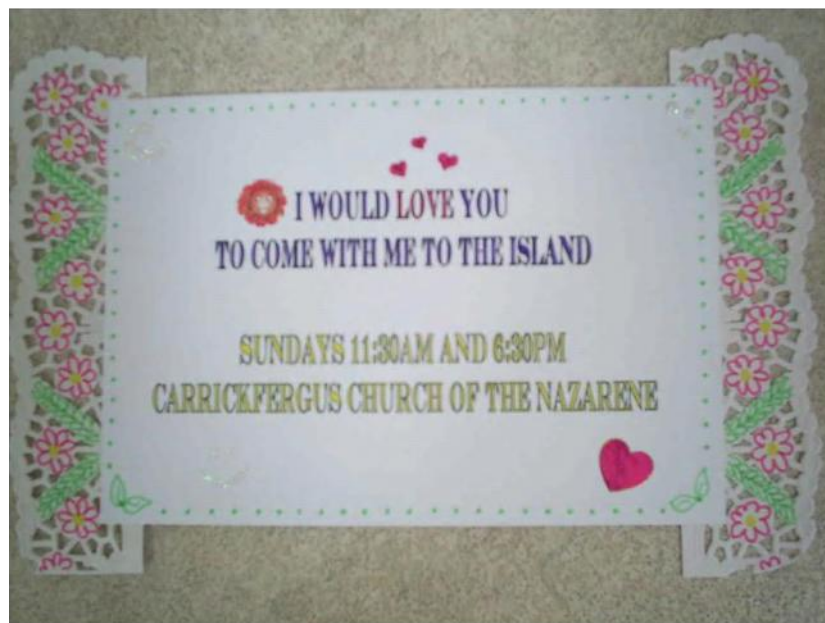 I WOULD LOVE YOU
TO COME WITH ME TO THE ISLAND
SUNDAYS 11:30AM AND 6:30PM
CARRICKFERGUS CHURCH OF THE NAZARENE